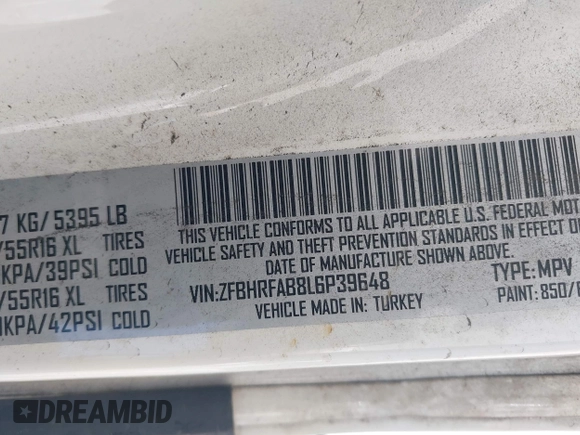 7 KG/ 5395 LB
/55R16 XL TIRES
KPA/39PSI COLD
/55R16 XL TIRES
KPA/42PSI COLD
THIS VEHICLE CONFORMS TO ALL APPLICABLE U.S. FEDERAL MOT
VEHICLE SAFETY AND THEFT PREVENTION STANDARDS IN EFFECT ON
DATE OF MANUFACTURE SHOWN ABOVE.
VIN:ZFBHRFAB8L6P39648 TYPE:MPV
VEHICLE MADE IN: TURKEY PAINT: 850/
DREAMBID